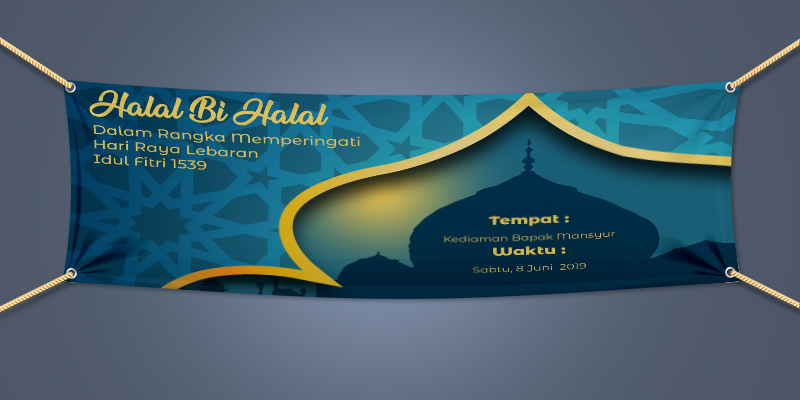 Halal Bi Halal
Dalam Rangka Memperingati
Hari Raya Lebaran
Idul Fitri 1539
Tempat :
Kediaman Bapak Mansyur
Waktu :
Sabtu, 8 Juni 2019